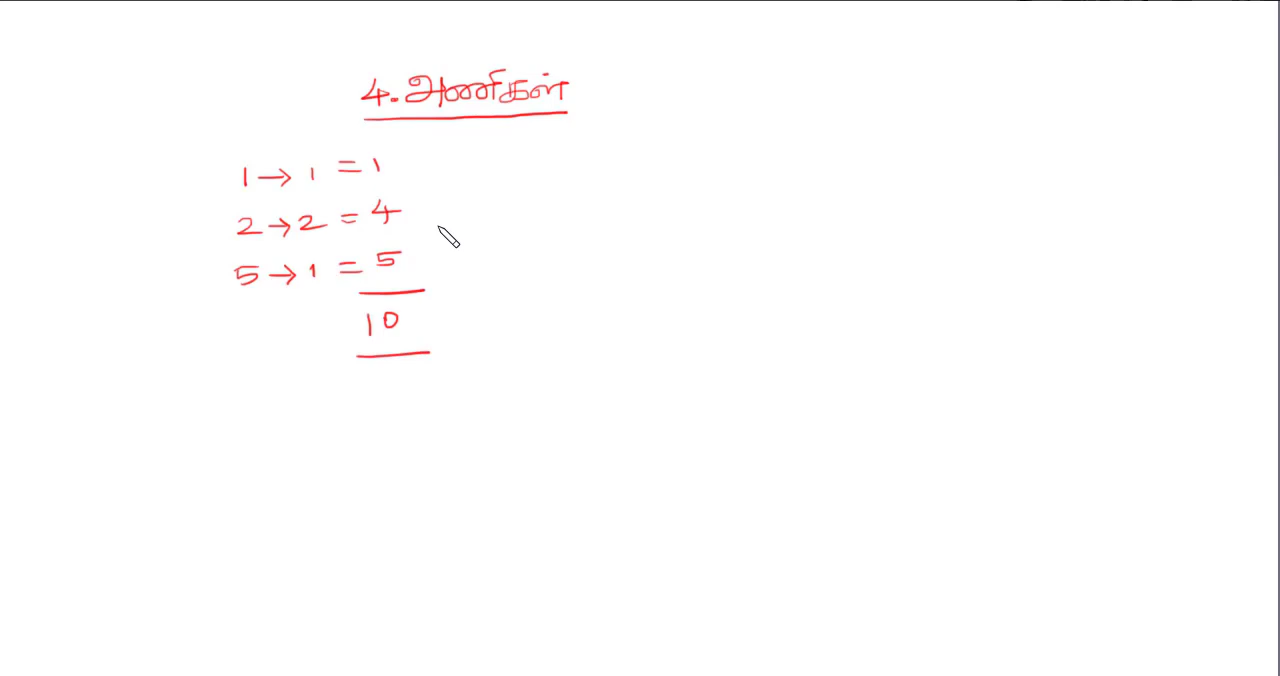 4. அணிகள்
1 → 1 = 1
2 → 2 = 4
5 → 1 = 5
10